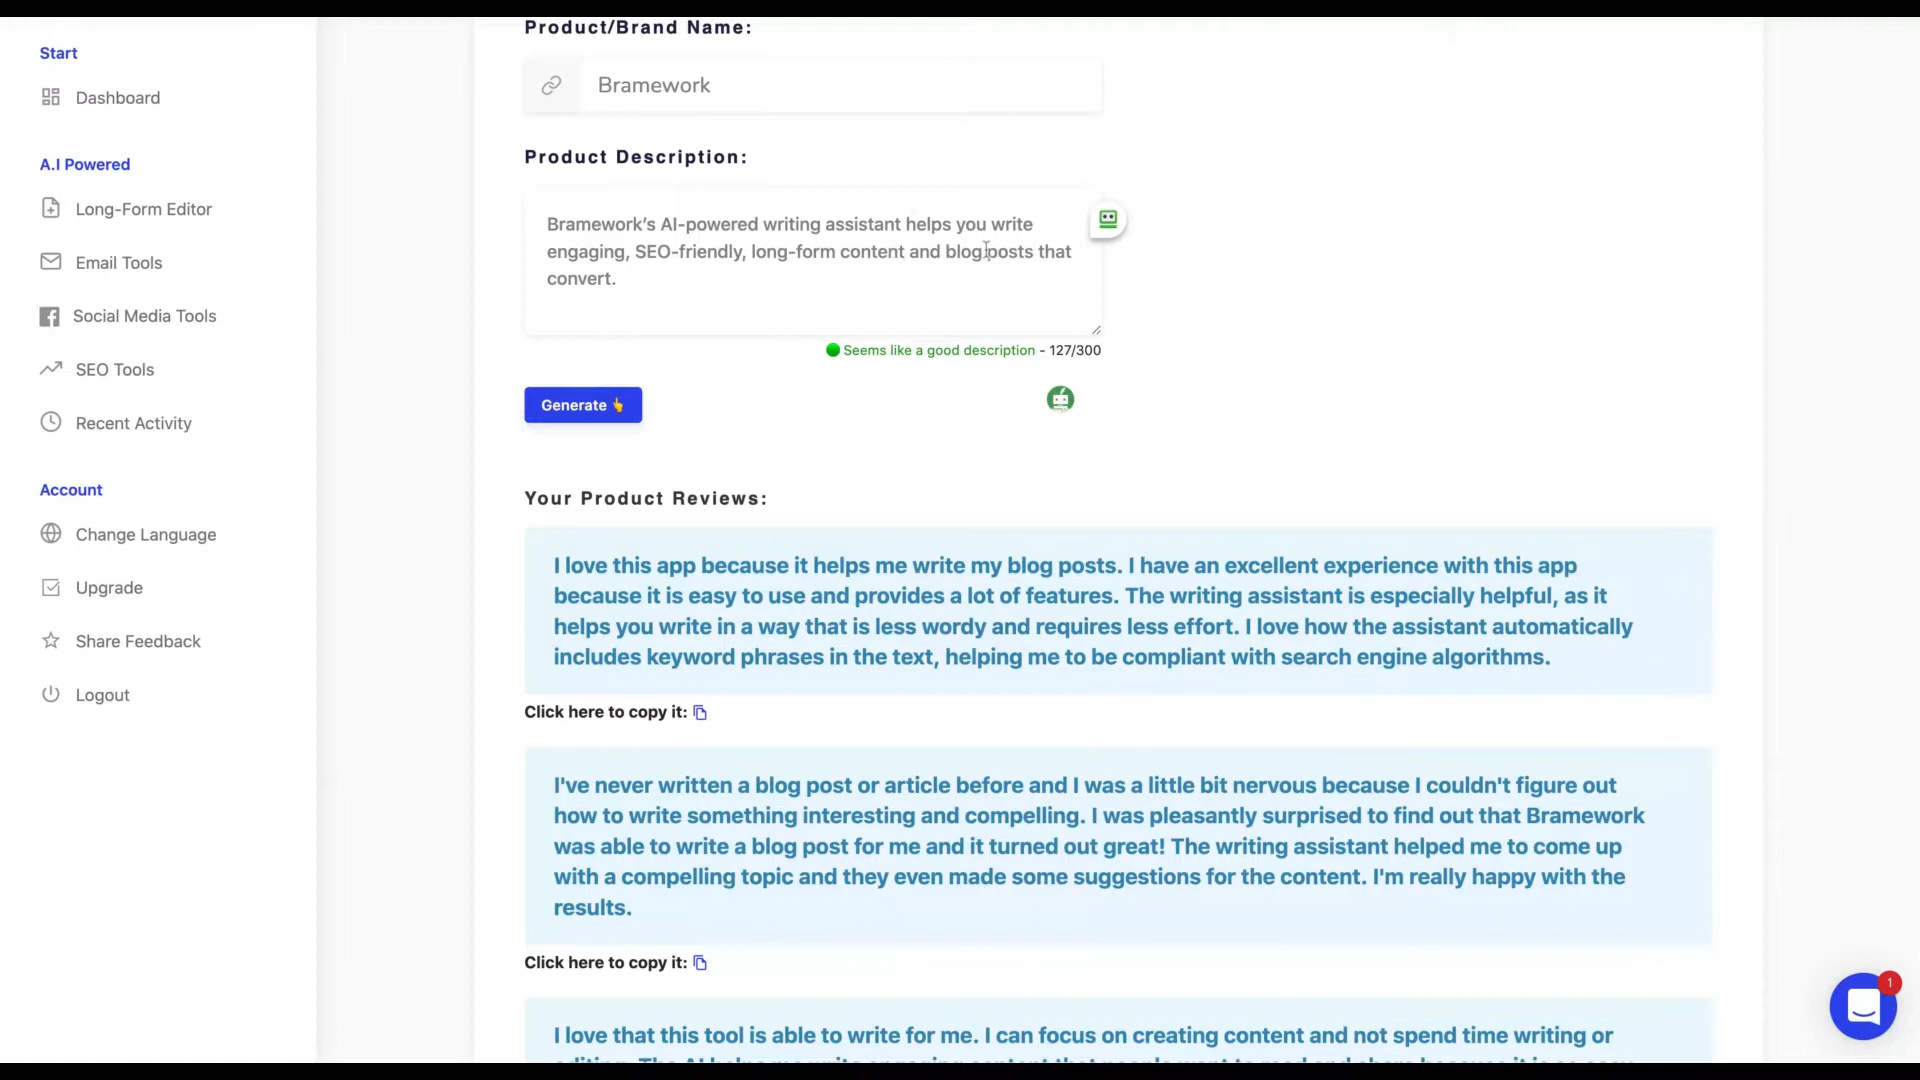 Start
Dashboard
A.I Powered
Long-Form Editor
Email Tools
Social Media Tools
SEO Tools
Recent Activity
Account
Change Language
Upgrade
Share Feedback
Logout
Product/Brand Name:
Bramework
Product Description:
Bramework’s AI-powered writing assistant helps you write
engaging, SEO-friendly, long-form content and blog posts that
convert.
Seems like a good description - 127/300
Generate 👆
Your Product Reviews:
I love this app because it helps me write my blog posts. I have an excellent experience with this app
because it is easy to use and provides a lot of features. The writing assistant is especially helpful, as it
helps you write in a way that is less wordy and requires less effort. I love how the assistant automatically
includes keyword phrases in the text, helping me to be compliant with search engine algorithms.
Click here to copy it:
I've never written a blog post or article before and I was a little bit nervous because I couldn't figure out
how to write something interesting and compelling. I was pleasantly surprised to find out that Bramework
was able to write a blog post for me and it turned out great! The writing assistant helped me to come up
with a compelling topic and they even made some suggestions for the content. I'm really happy with the
results.
Click here to copy it:
I love that this tool is able to write for me. I can focus on creating content and not spend time writing or
1